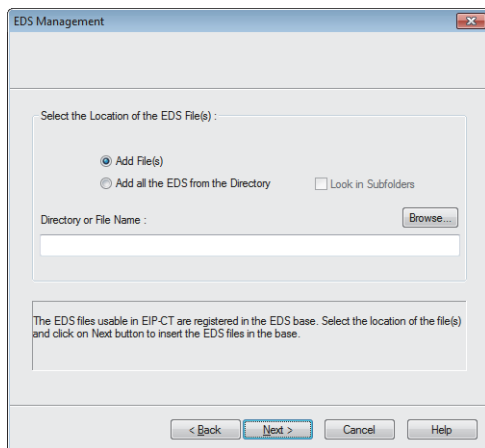 EDS Management
Select the Location of the EDS File(s) :
Add File(s)
Add all the EDS from the Directory
Look in Subfolders
Directory or File Name :
Browse...
The EDS files usable in EIP-CT are registered in the EDS base. Select the location of the file(s)
and click on Next button to insert the EDS files in the base.
< Back
Next >
Cancel
Help